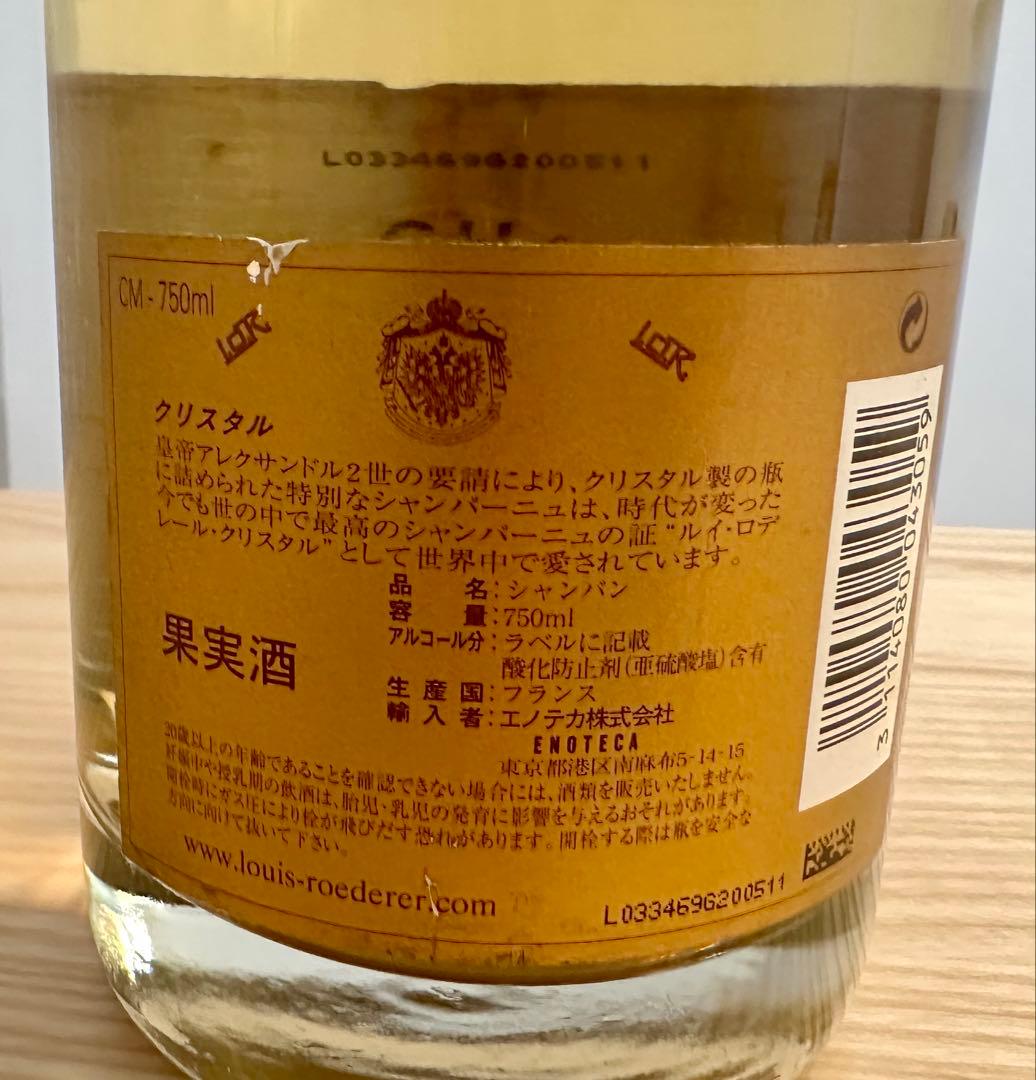 L0334696200511
CM - 750ml
LdR
LdR
クリスタル
皇帝アレクサンドル2世の要請により、クリスタル製の瓶
に詰められた特別なシャンパーニュは、時代が変った
今でも世の中で最高のシャンパーニュの証“ルイ・ロデ
レール・クリスタル”として世界中で愛されています。
品 名：シャンパン
容 量：750ml
アルコール分：ラベルに記載
酸化防止剤(亜硫酸塩)含有
果実酒
生産国：フランス
輸入者：エノテカ株式会社
ENOTECA
東京都港区南麻布5-14-15
20歳以上の年齢であることを確認できない場合には、酒類を販売いたしません。
妊娠中や授乳期の飲酒は、胎児・乳児の発育に影響を与えるおそれがあります。
開栓時にガス圧により栓が飛びだす恐れがあります。開栓する際は瓶を安全な
方向に向けて抜いて下さい。
www.louis-roederer.com
L0334696200511
3 114080 043059